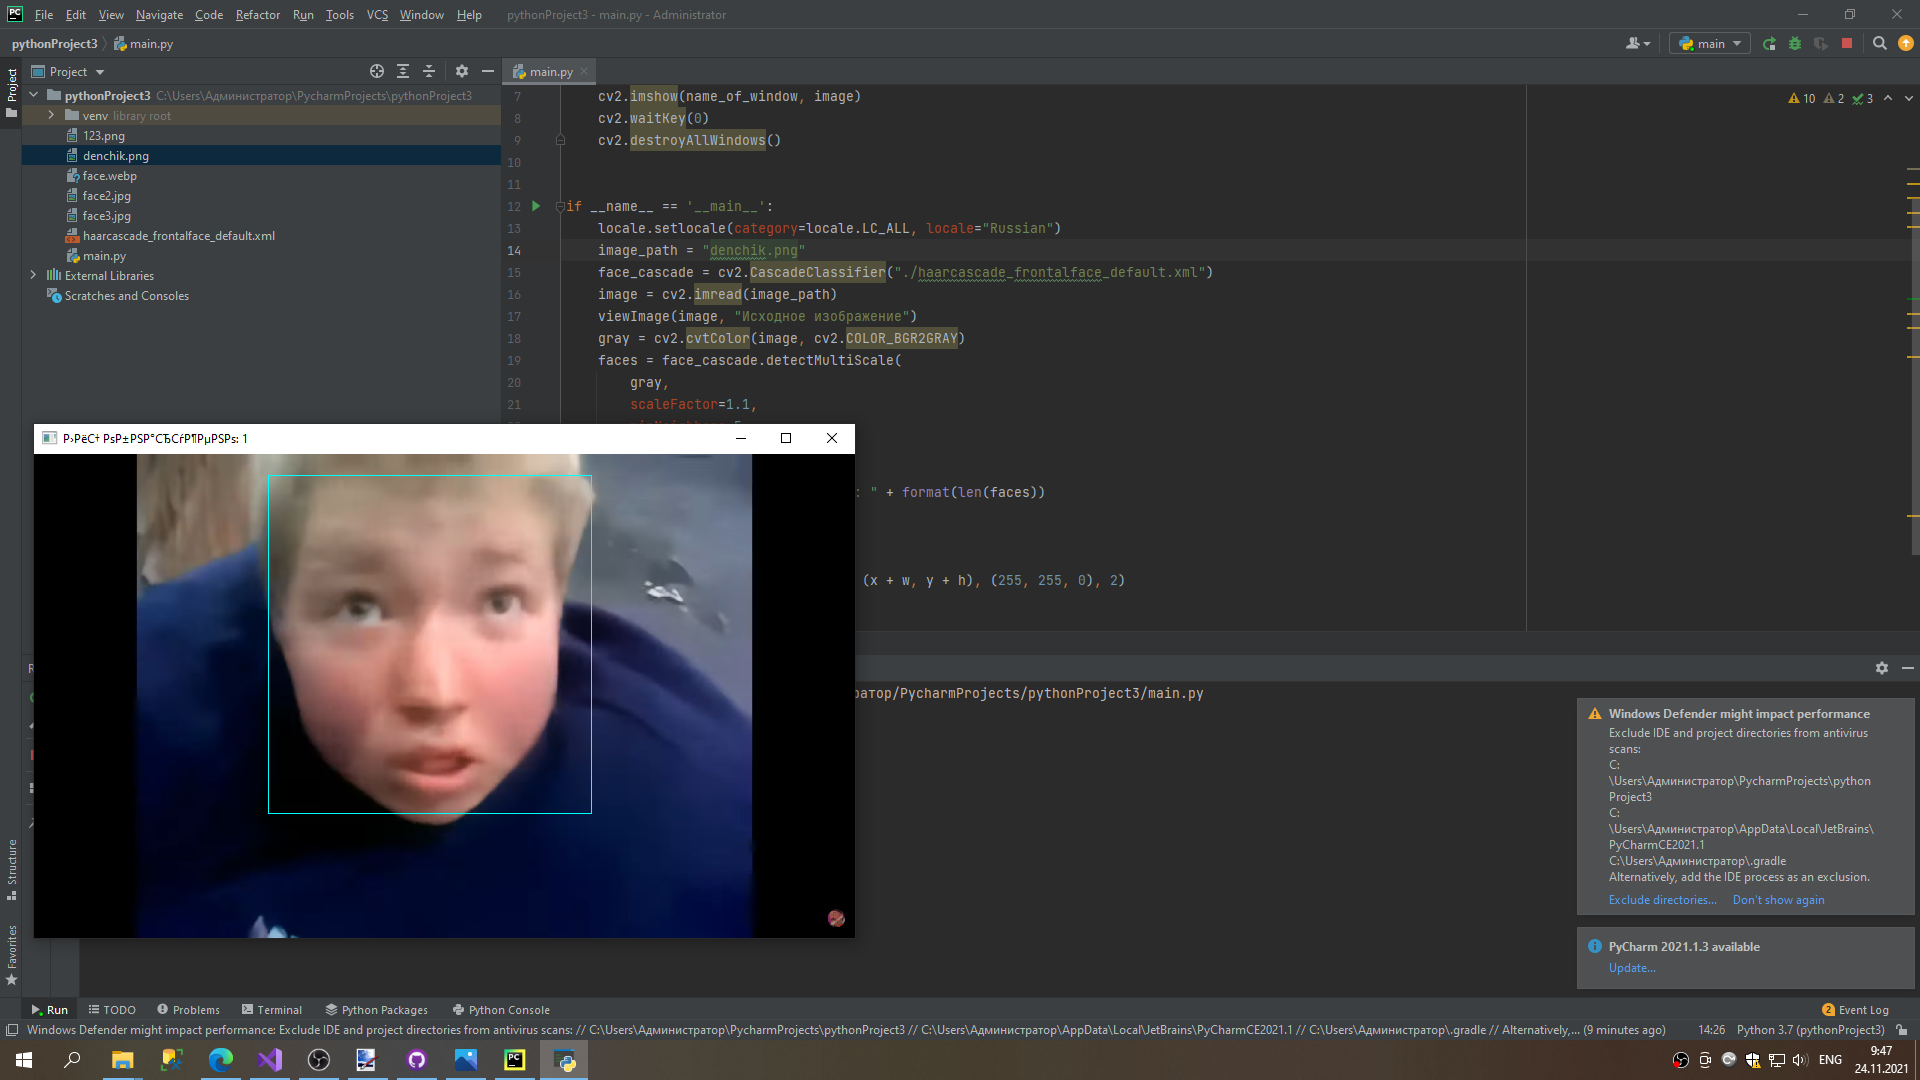 File Edit View Navigate Code Refactor Run Tools VCS Window Help pythonProject3 - main.py - Administrator
pythonProject3 main.py
main
Project
Project
main.py
pythonProject3 C:\Users\Администратор\PycharmProjects\pythonProject3
venv library root
123.png
denchik.png
face.webp
face2.jpg
face3.jpg
haarcascade_frontalface_default.xml
main.py
External Libraries
Scratches and Consoles
10 2 3
7 cv2.imshow(name_of_window, image)
8 cv2.waitKey(0)
9 cv2.destroyAllWindows()
10
11
12 if __name__ == '__main__':
13 locale.setlocale(category=locale.LC_ALL, locale="Russian")
14 image_path = "denchik.png"
15 face_cascade = cv2.CascadeClassifier("./haarcascade_frontalface_default.xml")
16 image = cv2.imread(image_path)
17 viewImage(image, "Исходное изображение")
18 gray = cv2.cvtColor(image, cv2.COLOR_BGR2GRAY)
19 faces = face_cascade.detectMultiScale(
20 gray,
21 scaleFactor=1.1,
: " + format(len(faces))
(x + w, y + h), (255, 255, 0), 2)
ратор/PycharmProjects/pythonProject3/main.py
Windows Defender might impact performance
Exclude IDE and project directories from antivirus
scans:
C:
\Users\Администратор\PycharmProjects\python
Project3
C:
\Users\Администратор\AppData\Local\JetBrains\
PyCharmCE2021.1
C:\Users\Администратор\.gradle
Alternatively, add the IDE process as an exclusion.
Exclude directories... Don't show again
PyCharm 2021.1.3 available
Update...
Structure
Favorites
Run TODO Problems Terminal Python Packages Python Console
2 Event Log
Windows Defender might impact performance: Exclude IDE and project directories from antivirus scans: // C:\Users\Администратор\PycharmProjects\pythonProject3 // C:\Users\Администратор\AppData\Local\JetBrains\PyCharmCE2021.1 // C:\Users\Администратор\.gradle // Alternatively,... (9 minutes ago) 14:26 Python 3.7 (pythonProject3)
ENG
9:47
24.11.2021